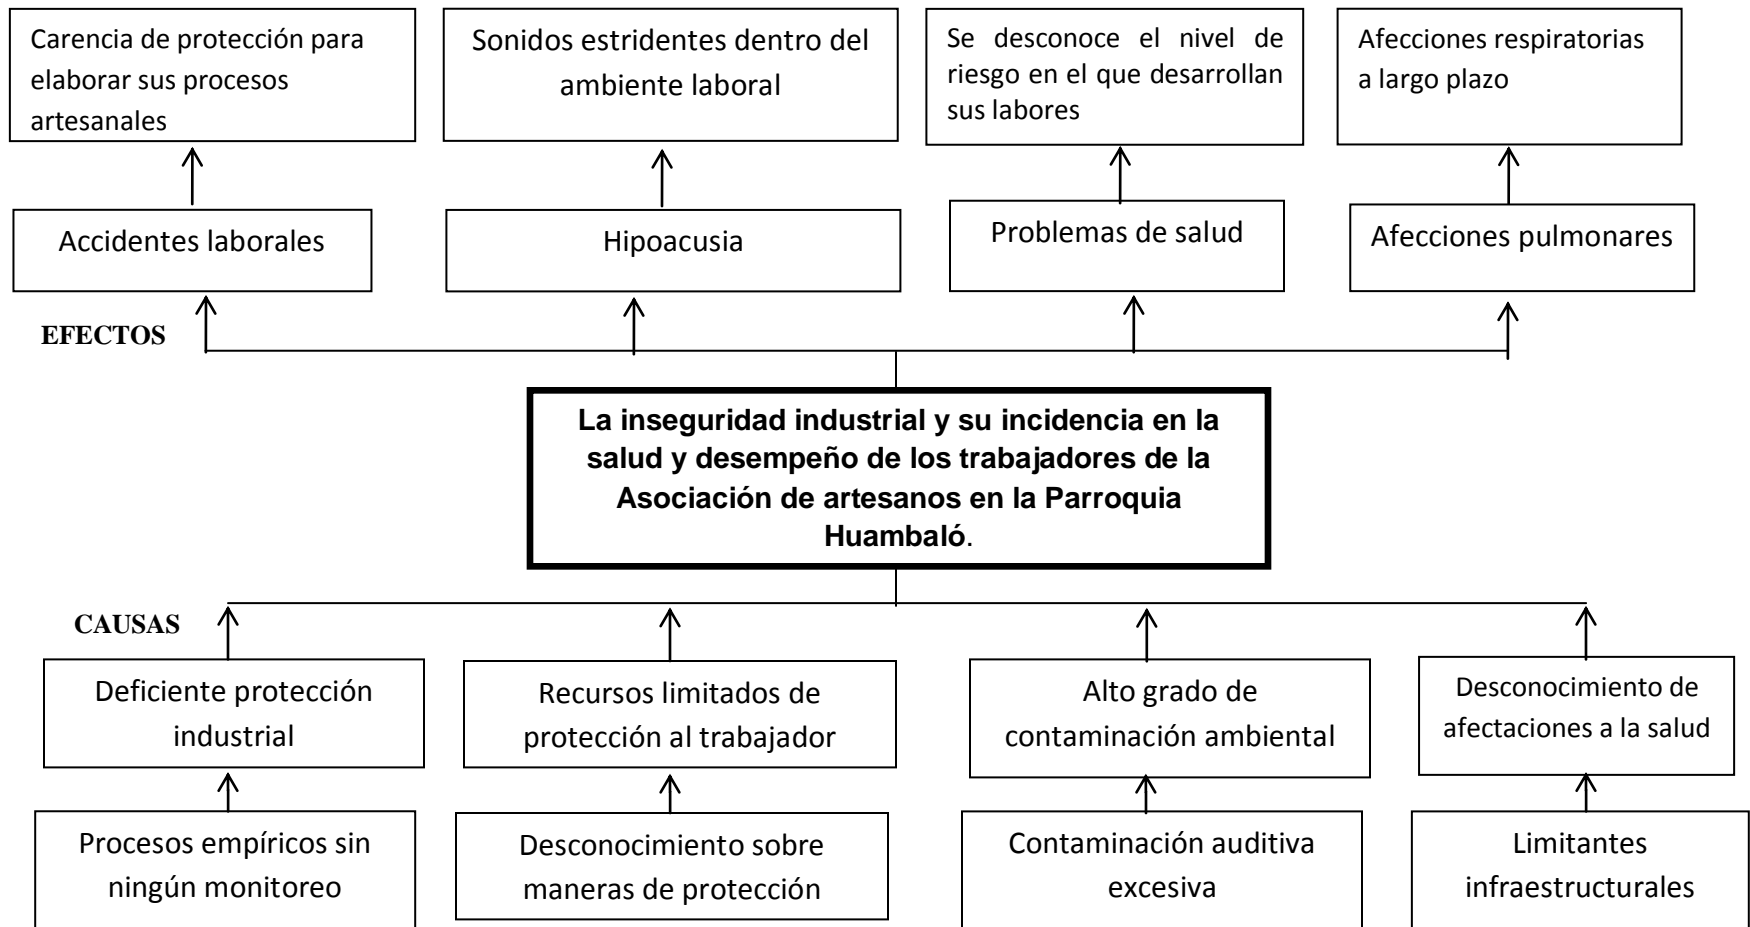 Carencia de protección para
elaborar sus procesos
artesanales
Sonidos estridentes dentro del
ambiente laboral
Se desconoce el nivel de
riesgo en el que desarrollan
sus labores
Afecciones respiratorias
a largo plazo
Accidentes laborales
Hipoacusia
Problemas de salud
Afecciones pulmonares
EFECTOS
La inseguridad industrial y su incidencia en la
salud y desempeño de los trabajadores de la
Asociación de artesanos en la Parroquia
Huambaló.
CAUSAS
Deficiente protección
industrial
Recursos limitados de
protección al trabajador
Alto grado de
contaminación ambiental
Desconocimiento de
afectaciones a la salud
Procesos empíricos sin
ningún monitoreo
Desconocimiento sobre
maneras de protección
Contaminación auditiva
excesiva
Limitantes
infraestructurales